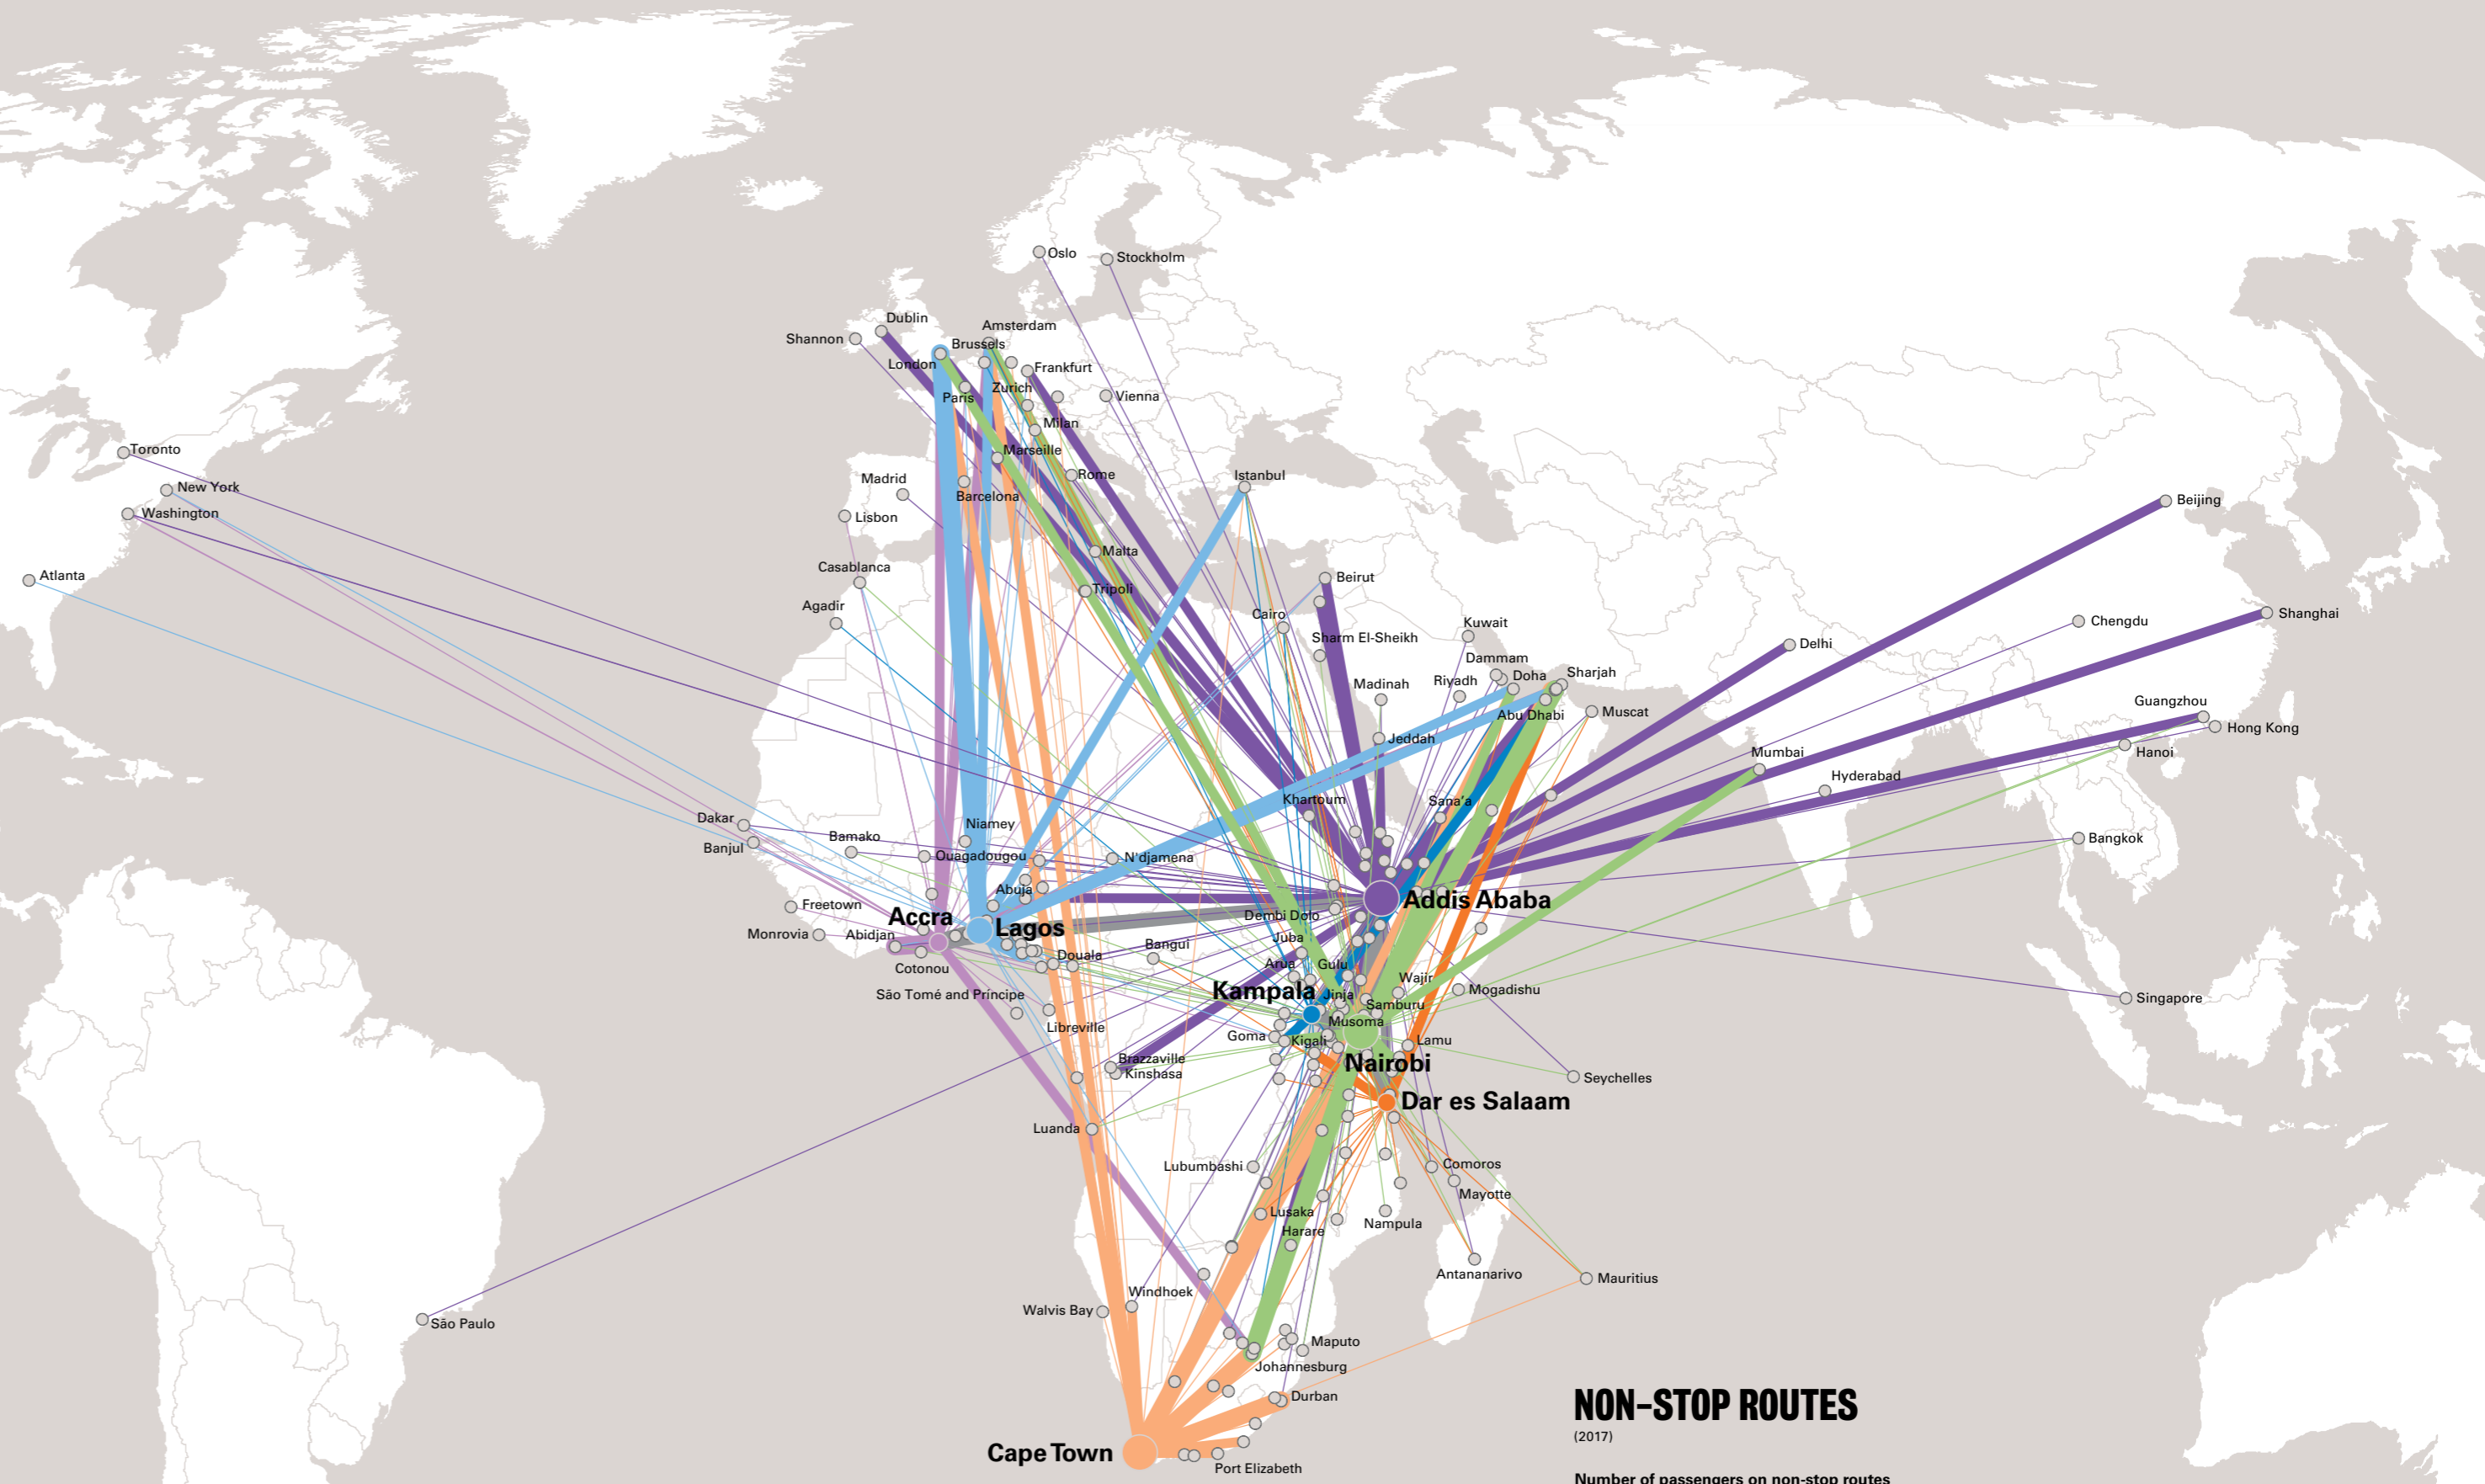 Oslo
Stockholm
Dublin
Amsterdam
Shannon
Brussels
London
Frankfurt
Zurich
Paris
Vienna
Milan
Toronto
Marseille
Madrid
Rome
Istanbul
New York
Barcelona
Beijing
Washington
Lisbon
Malta
Casablanca
Atlanta
Beirut
Tripoli
Agadir
Cairo
Shanghai
Chengdu
Kuwait
Sharm El-Sheikh
Delhi
Dammam
Sharjah
Doha
Riyadh
Madinah
Guangzhou
Abu Dhabi
Muscat
Hong Kong
Jeddah
Mumbai
Hanoi
Hyderabad
Khartoum
Sana'a
Dakar
Niamey
Bamako
Bangkok
Banjul
Ouagadougou
N'djamena
Abuja
Addis Ababa
Freetown
Accra
Dembi Dolo
Lagos
Monrovia
Abidjan
Juba
Bangui
Douala
Arua
Gulu
Cotonou
Wajir
Kampala
Mogadishu
São Tomé and Príncipe
Jinja
Singapore
Samburu
Libreville
Musoma
Goma
Kigali
Lamu
Brazzaville
Nairobi
Kinshasa
Seychelles
Dar es Salaam
Luanda
Lubumbashi
Comoros
Mayotte
Lusaka
Nampula
Harare
Antananarivo
Mauritius
Windhoek
Walvis Bay
São Paulo
Maputo
Johannesburg
Durban
Cape Town
Port Elizabeth
NON-STOP ROUTES
(2017)
Number of passengers on non-stop routes